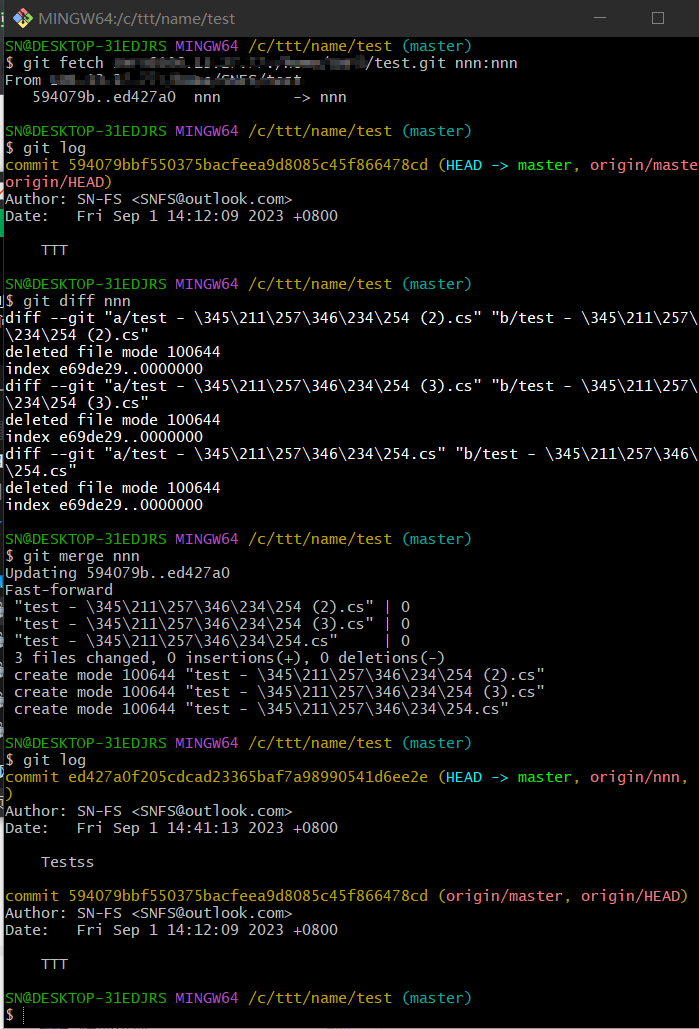 MINGW64:/c/ttt/name/test
SN@DESKTOP-31EDJRS MINGW64 /c/ttt/name/test (master)
$ git fetch /test.git nnn:nnn
From
594079b..ed427a0  nnn        -> nnn
SN@DESKTOP-31EDJRS MINGW64 /c/ttt/name/test (master)
$ git log
commit 594079bbf550375bacfeea9d8085c45f866478cd (HEAD -> master, origin/maste
origin/HEAD)
Author: SN-FS <SNFS@outlook.com>
Date:   Fri Sep 1 14:12:09 2023 +0800
TTT
SN@DESKTOP-31EDJRS MINGW64 /c/ttt/name/test (master)
$ git diff nnn
diff --git "a/test - \345\211\257\346\234\254 (2).cs" "b/test - \345\211\257\
\234\254 (2).cs"
deleted file mode 100644
index e69de29..0000000
diff --git "a/test - \345\211\257\346\234\254 (3).cs" "b/test - \345\211\257\
\234\254 (3).cs"
deleted file mode 100644
index e69de29..0000000
diff --git "a/test - \345\211\257\346\234\254.cs" "b/test - \345\211\257\346\
\254.cs"
deleted file mode 100644
index e69de29..0000000
SN@DESKTOP-31EDJRS MINGW64 /c/ttt/name/test (master)
$ git merge nnn
Updating 594079b..ed427a0
Fast-forward
"test - \345\211\257\346\234\254 (2).cs" | 0
"test - \345\211\257\346\234\254 (3).cs" | 0
"test - \345\211\257\346\234\254.cs"     | 0
3 files changed, 0 insertions(+), 0 deletions(-)
create mode 100644 "test - \345\211\257\346\234\254 (2).cs"
create mode 100644 "test - \345\211\257\346\234\254 (3).cs"
create mode 100644 "test - \345\211\257\346\234\254.cs"
SN@DESKTOP-31EDJRS MINGW64 /c/ttt/name/test (master)
$ git log
commit ed427a0f205cdcad23365baf7a98990541d6ee2e (HEAD -> master, origin/nnn,
)
Author: SN-FS <SNFS@outlook.com>
Date:   Fri Sep 1 14:41:13 2023 +0800
Testss
commit 594079bbf550375bacfeea9d8085c45f866478cd (origin/master, origin/HEAD)
Author: SN-FS <SNFS@outlook.com>
Date:   Fri Sep 1 14:12:09 2023 +0800
TTT
SN@DESKTOP-31EDJRS MINGW64 /c/ttt/name/test (master)
$